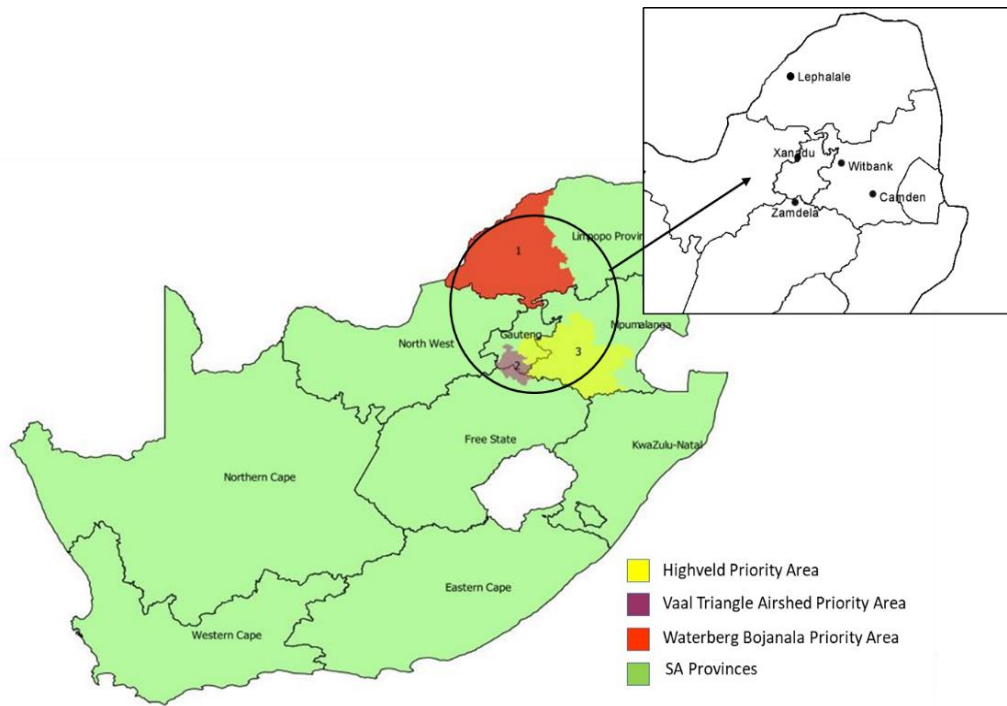 Lephalale
Xanadu
Witbank
Camden
Zamdela
1
Limpopo Provin
Mpumalanga
Gauteng
North West
3
2
Free State
KwaZulu-Natal
Northern Cape
Eastern Cape
Western Cape
Highveld Priority Area
Vaal Triangle Airshed Priority Area
Waterberg Bojanala Priority Area
SA Provinces